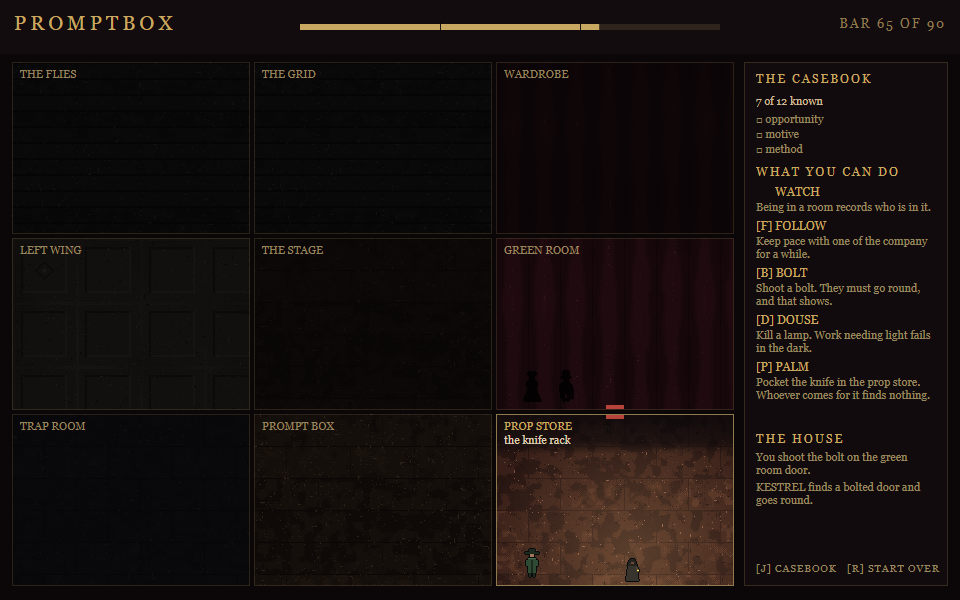 PROMPTBOX
BAR 65 OF 90
THE FLIES
THE GRID
WARDROBE
LEFT WING
THE STAGE
GREEN ROOM
TRAP ROOM
PROMPT BOX
PROP STORE
the knife rack
THE CASEBOOK
7 of 12 known
opportunity
motive
method
WHAT YOU CAN DO
WATCH
Being in a room records who is in it.
[F] FOLLOW
Keep pace with one of the company
for a while.
[B] BOLT
Shoot a bolt. They must go round,
and that shows.
[D] DOUSE
Kill a lamp. Work needing light fails
in the dark.
[P] PALM
Pocket the knife in the prop store.
Whoever comes for it finds nothing.
THE HOUSE
You shoot the bolt on the green
room door.
KESTREL finds a bolted door and
goes round.
[J] CASEBOOK [R] START OVER